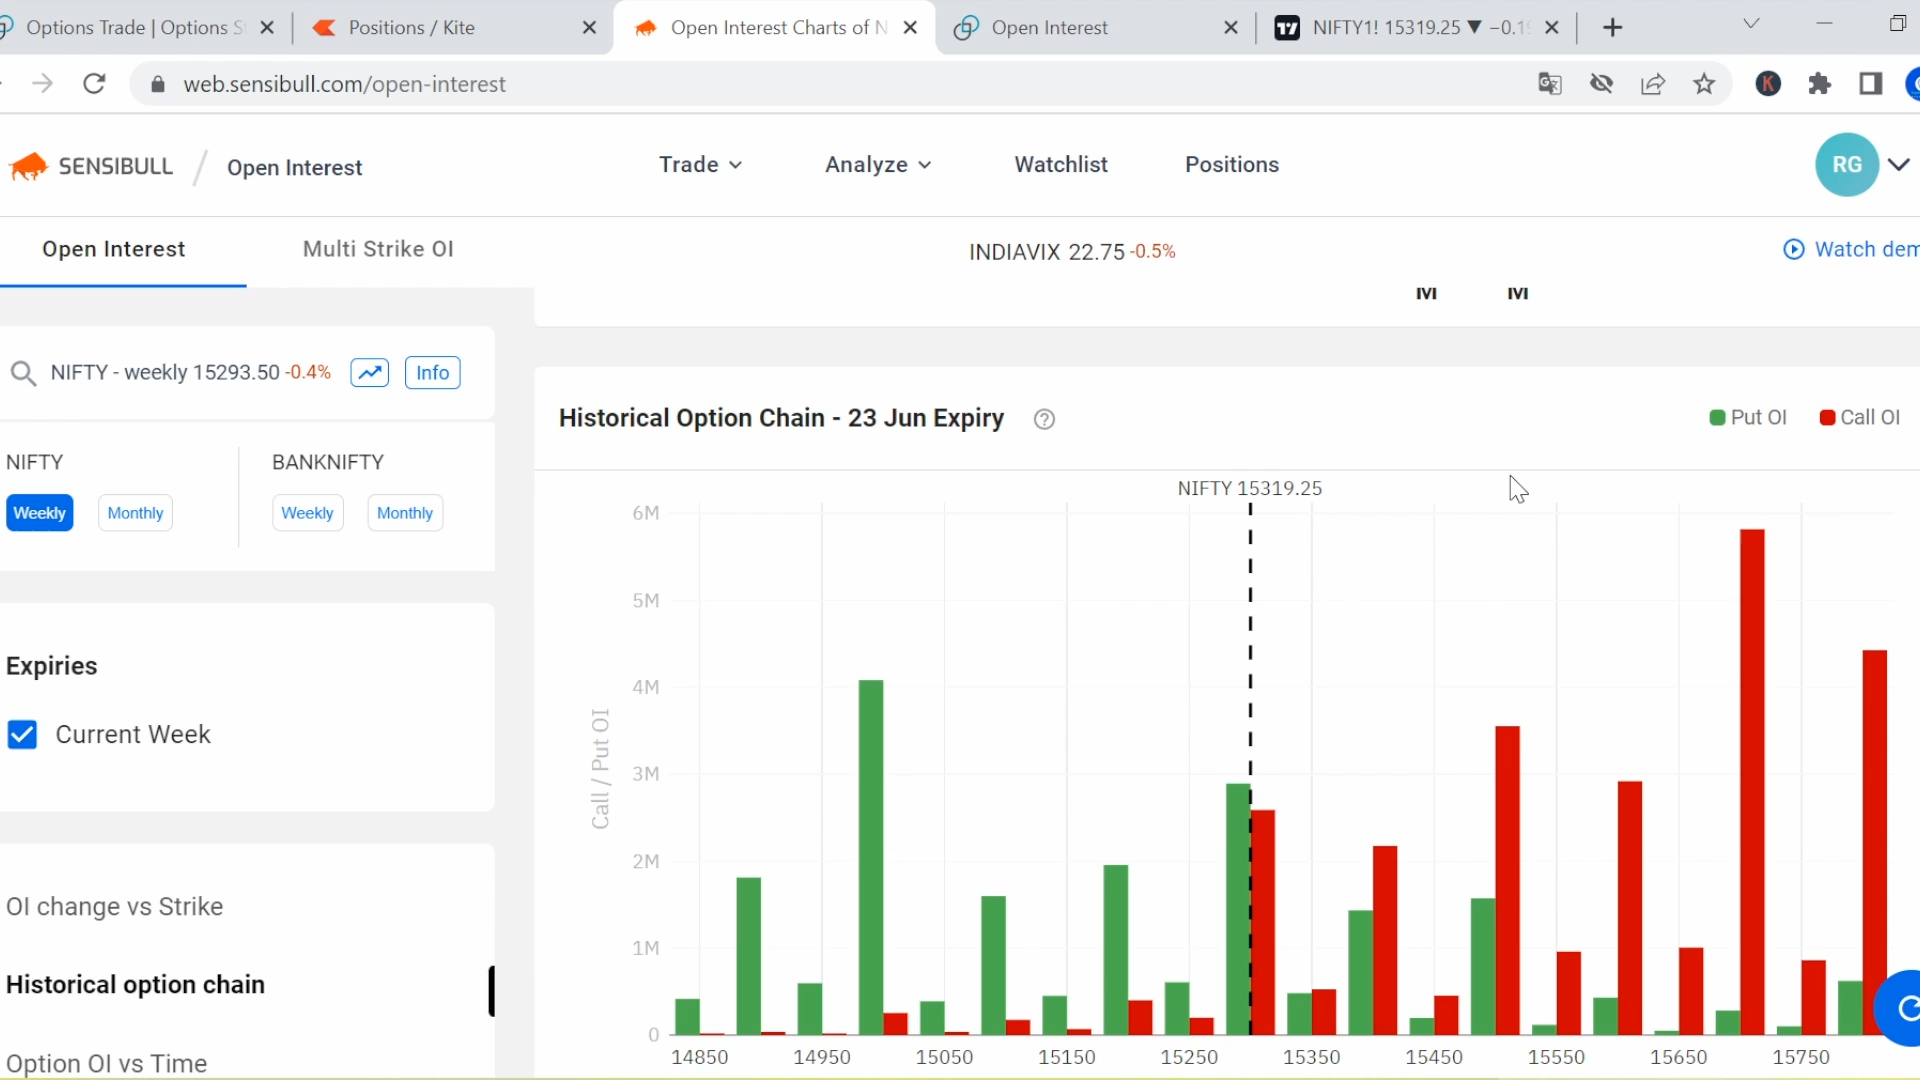 Options Trade | Options S
Positions / Kite
Open Interest Charts of N
Open Interest
NIFTY1! 15319.25 ▼ −0.19
web.sensibull.com/open-interest
K
SENSIBULL / Open Interest
Trade
Analyze
Watchlist
Positions
RG
Open Interest
Multi Strike OI
INDIAVIX 22.75 -0.5%
Watch dem
NIFTY - weekly 15293.50 -0.4%
Info
NIFTY
BANKNIFTY
Weekly
Monthly
Weekly
Monthly
Expiries
Current Week
OI change vs Strike
Historical option chain
Option OI vs Time
Historical Option Chain - 23 Jun Expiry
Put OI
Call OI
NIFTY 15319.25
Call / Put OI
6M
5M
4M
3M
2M
1M
0
14850
14950
15050
15150
15250
15350
15450
15550
15650
15750